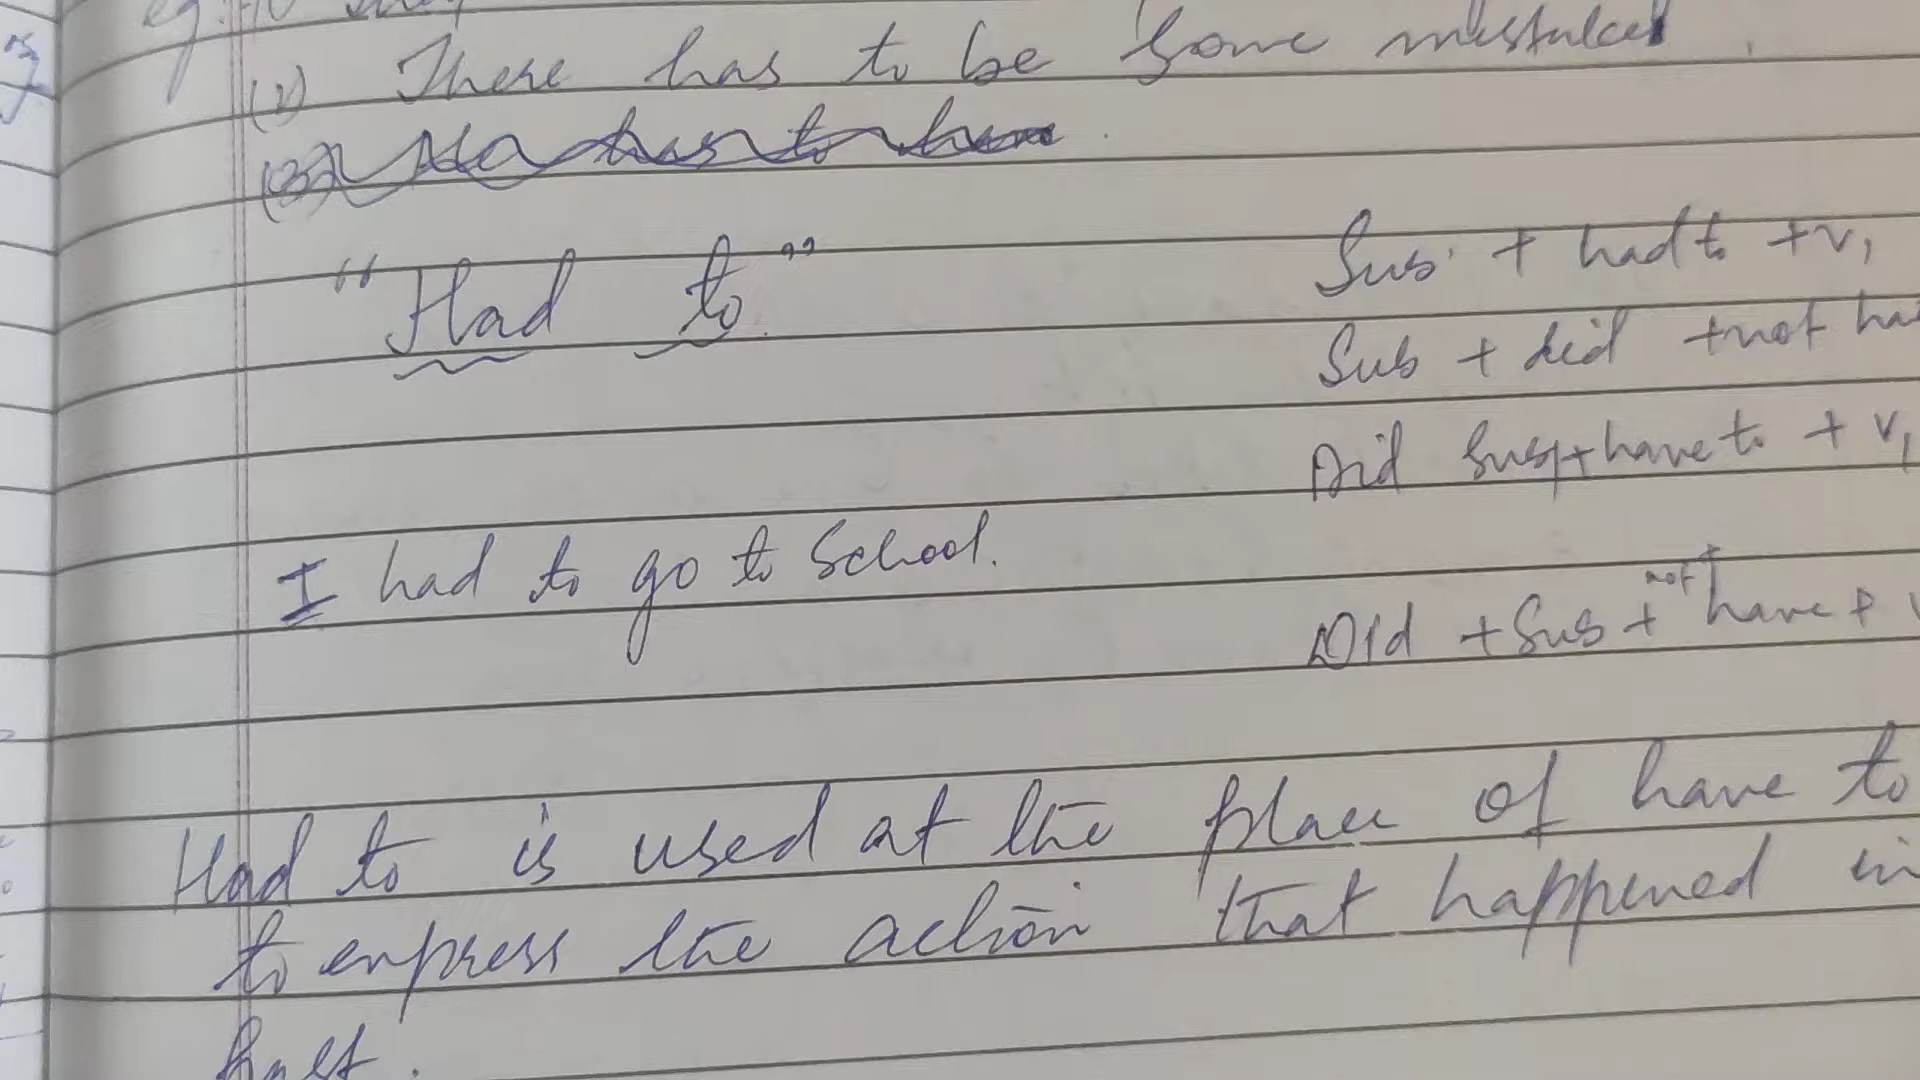 (2) There has to be some mistake.
"Had to"
Sub + had to + v1
Sub + did + not
Did sub + have to + v1
I had to go to School.
Did + Sub + not have +
Had to is used at the place of have to
to express the action that happened in
Past.